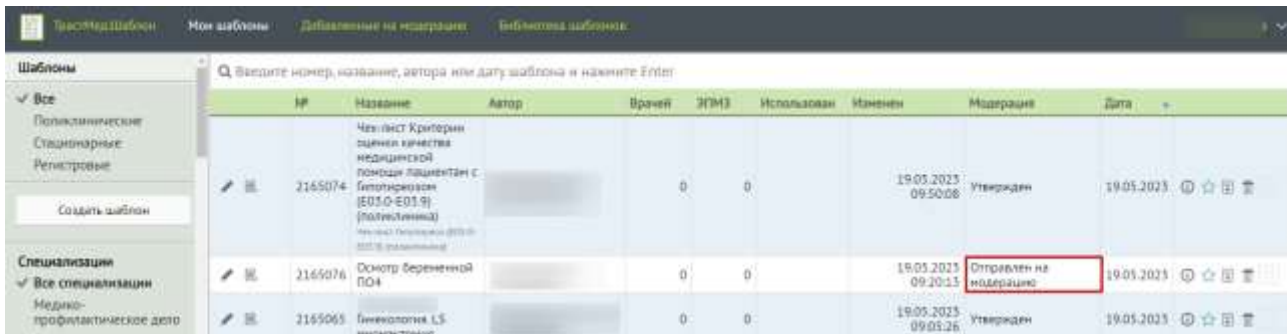 ТрастМед.Шаблон Мои шаблоны Добавленные на модерацию Библиотека шаблонов
Шаблоны
Введите номер, название, автора или дату шаблона и нажмите Enter
Все
Поликлинические
Стационарные
Регистровые
Создать шаблон
Специализации
Все специализации
Медико-
профилактическое дело
№ Название Автор Врачей ЭПМЗ Использован Изменен Модерация Дата
2165074
Чек-лист Критерии
оценки качества
медицинской
помощи пациентам с
Гипотиреозом
(E03.0-E03.9)
(поликлиника)
0 0 19.05.2023
09:50:08
Утвержден 19.05.2023
2165076 Осмотр беременной
ПО4
0 0 19.05.2023
09:20:13
Отправлен на
модерацию
19.05.2023
2165065 Гинекология LS
0 0 19.05.2023
09:03:26
Утвержден 19.05.2023